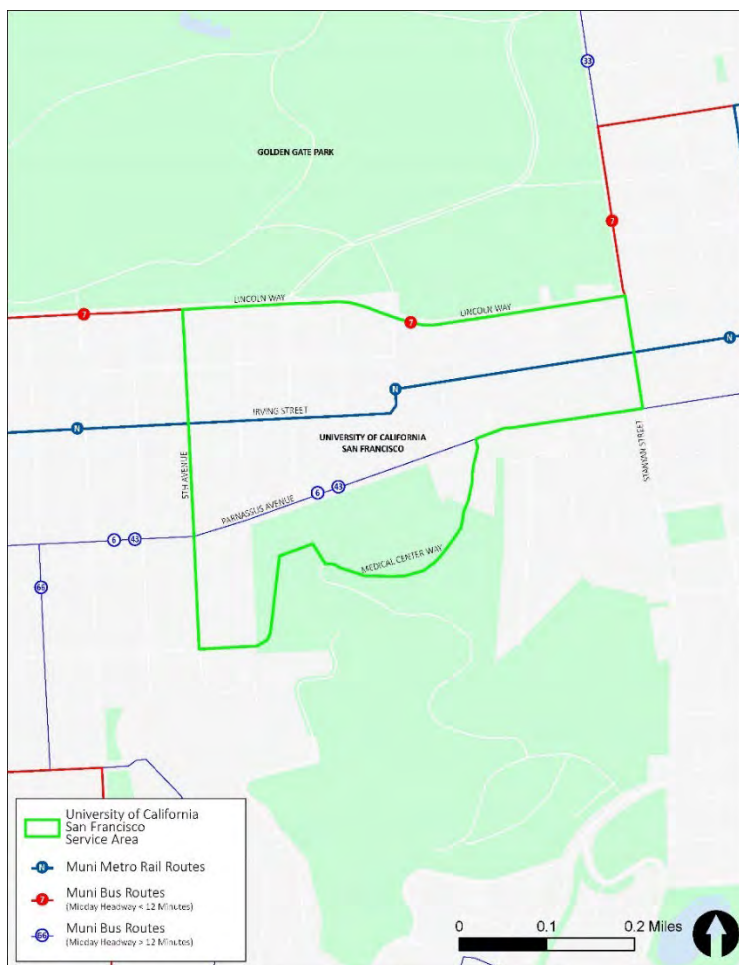 33
GOLDEN GATE PARK
7
LINCOLN WAY
LINCOLN WAY
7
7
N
N
IRVING STREET
N
UNIVERSITY OF CALIFORNIA
SAN FRANCISCO
5TH AVENUE
STANYAN STREET
PARNASSUS AVENUE
6 43
6 43
MEDICAL CENTER WAY
66
University of California
San Francisco
Service Area
N Muni Metro Rail Routes
7 Muni Bus Routes
(Midday Headway < 12 Minutes)
66 Muni Bus Routes
(Midday Headway > 12 Minutes)
0 0.1 0.2 Miles